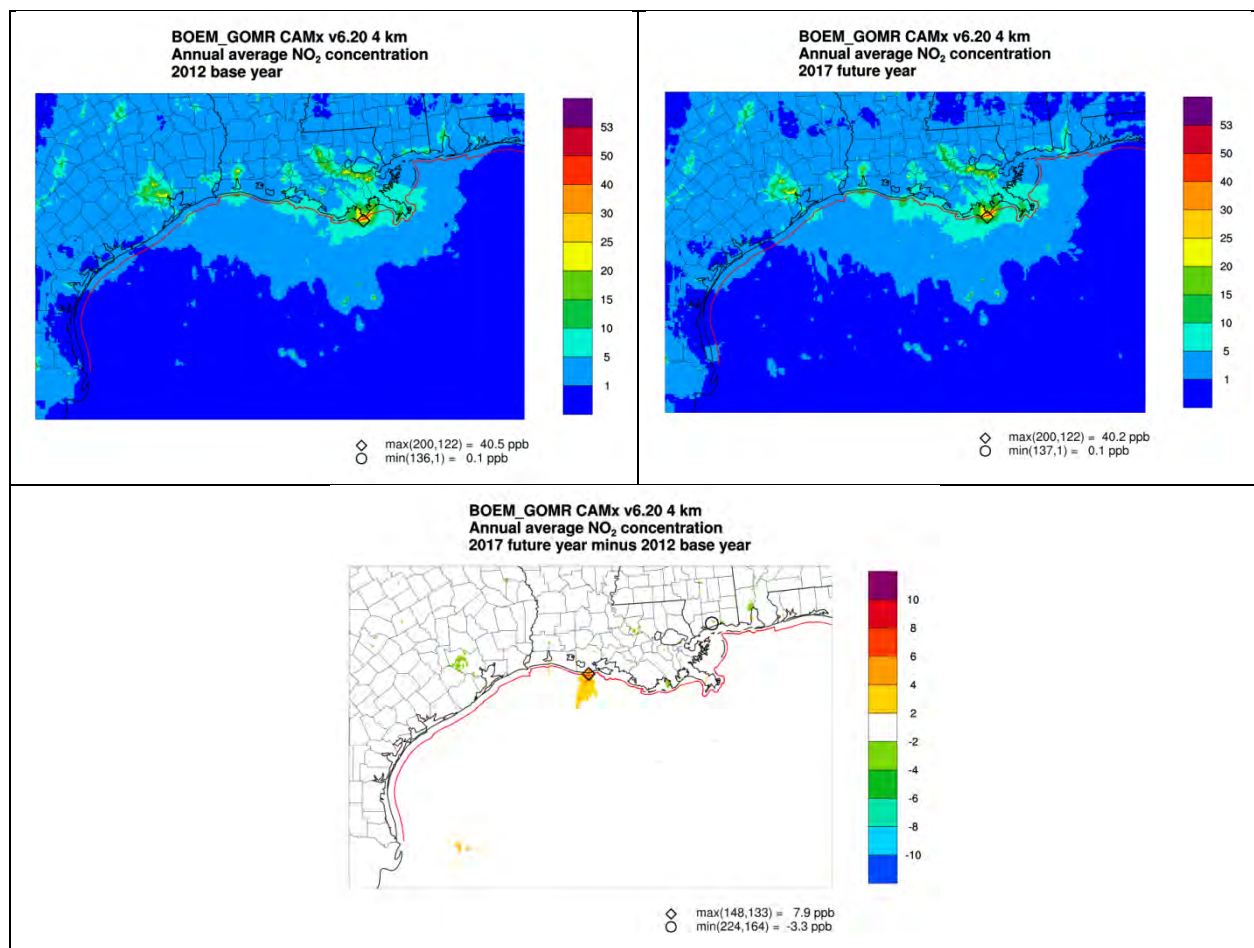 BOEM_GOMR CAMx v6.20 4 km
Annual average NO₂ concentration
2012 base year
53
50
40
30
25
20
15
10
5
1
max(200,122) = 40.5 ppb
min(136,1) = 0.1 ppb
BOEM_GOMR CAMx v6.20 4 km
Annual average NO₂ concentration
2017 future year
53
50
40
30
25
20
15
10
5
1
max(200,122) = 40.2 ppb
min(137,1) = 0.1 ppb
BOEM_GOMR CAMx v6.20 4 km
Annual average NO₂ concentration
2017 future year minus 2012 base year
10
8
6
4
2
-2
-4
-6
-8
-10
max(148,133) = 7.9 ppb
min(224,164) = -3.3 ppb